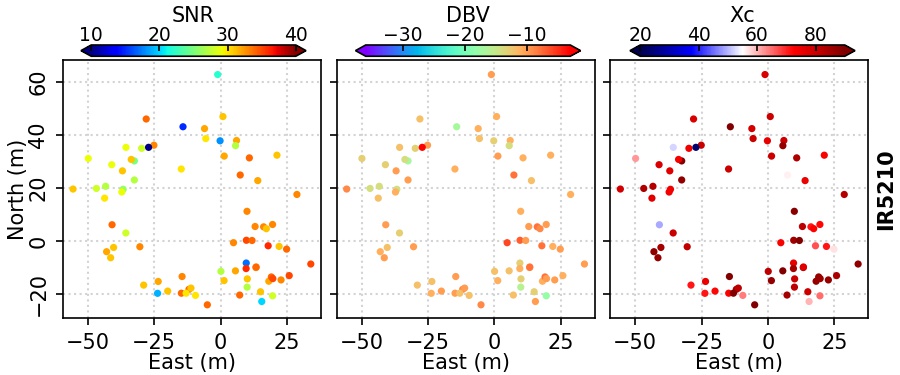 SNR DBV Xc
10 20 30 40 −30 −20 −10 20 40 60 80
60
40
20
0
−20
North (m)
IR5210
−50 −25 0 25 −50 −25 0 25 −50 −25 0 25
East (m) East (m) East (m)